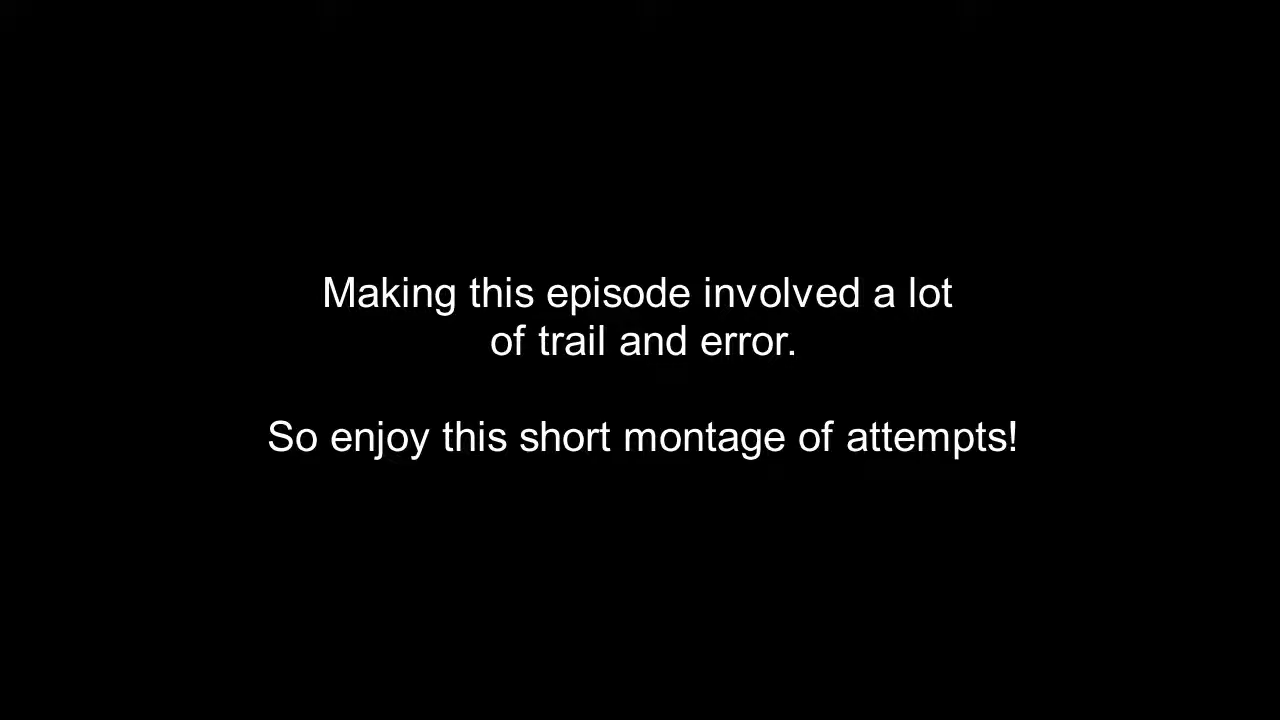 Making this episode involved a lot
of trail and error.
So enjoy this short montage of attempts!